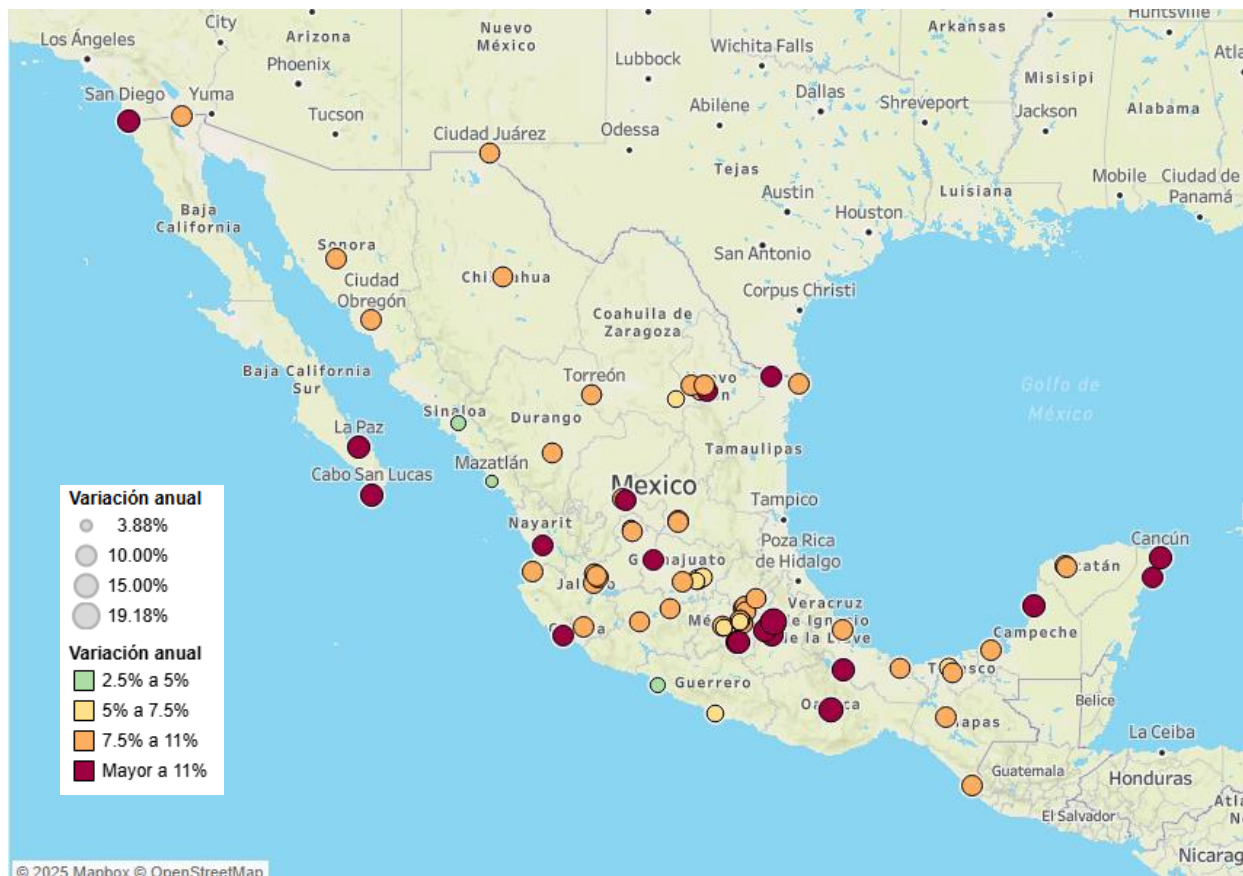 City
Huntsville
Los Ángeles
Arizona
Nuevo
México
Lubbock
Wichita Falls
Arkansas
Phoenix
Misisipi
Atla
San Diego
Yuma
Tucson
Abilene
Dallas
Shreveport
Jackson
Alabama
Ciudad Juárez
Odessa
Tejas
Luisiana
Mobile
Ciudad de
Panamá
Baja
California
Austin
Houston
Sonora
San Antonio
Ciudad
Obregón
Corpus Christi
Coahuila de
Zaragoza
Baja California
Sur
Torreón
Golfo de
México
Sinaloa
Durango
La Paz
Tamaulipas
Mazatlán
Cabo San Lucas
Mexico
Tampico
Nayarit
Poza Rica
de Hidalgo
Cancún
Veracruz
de Ignacio
de la Llave
Campeche
Guerrero
Belice
La Ceiba
Guatemala
Honduras
El Salvador
Nicarag
Variación anual
3.88%
10.00%
15.00%
19.18%
Variación anual
2.5% a 5%
5% a 7.5%
7.5% a 11%
Mayor a 11%
© 2025 Mapbox © OpenStreetMap